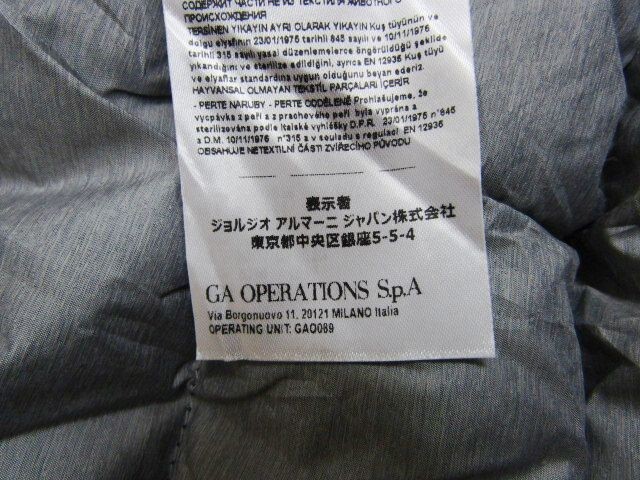 СОДЕРЖИТ ЧАСТИ НЕ ИЗ ТЕКСТИЛЯ ЖИВОТНОГО
ПРОИСХОЖДЕНИЯ
TERSİNEN YIKAYIN AYRI OLARAK YIKAYIN Kuş tüyünün ve
dolgu elyafının 23/01/1975 tarihli 845 sayılı ve 10/11/1976
tarihli 315 sayılı yasal düzenlemelerce öngörüldüğü şekilde
yıkandığını ve sterilize edildiğini, ayrıca EN 12935 Kuş tüyü
ve elyaflar standardına uygun olduğunu beyan ederiz.
HAYVANSAL OLMAYAN TEKSTİL PARÇALARI İÇERİR
- PERTE NARUBY - PERTE ODDĚLENĚ Prohlašujeme, že
vycpávka z peří a z prachového peří byla vyprána a
sterilizována podle italské vyhlášky D.P.R. 23/01/1975 n°845
a D.M. 10/11/1976 n°315 a v souladu s regulací EN 12935
OBSAHUJE NETEXTILNÍ ČÁSTI ZVÍŘECÍHO PŮVODU
表示者
ジョルジオ アルマーニ ジャパン株式会社
東京都中央区銀座5-5-4
GA OPERATIONS S.p.A
Via Borgonuovo 11, 20121 MILANO Italia
OPERATING UNIT: GAO089